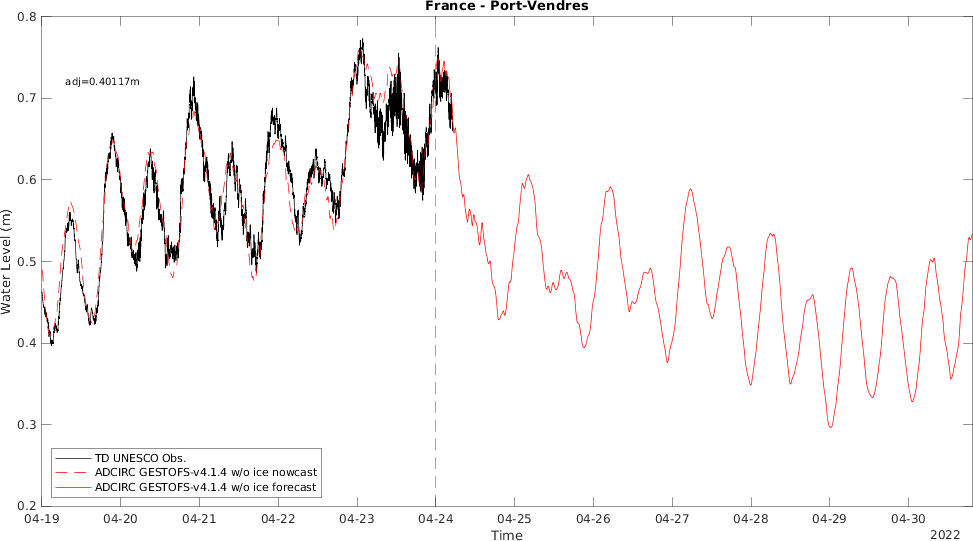 France - Port-Vendres
0.8
0.7
0.6
0.5
0.4
0.3
0.2
Water Level (m)
adj=0.40117m
TD UNESCO Obs.
ADCIRC GESTOFS-v4.1.4 w/o ice nowcast
ADCIRC GESTOFS-v4.1.4 w/o ice forecast
04-19 04-20 04-21 04-22 04-23 04-24 04-25 04-26 04-27 04-28 04-29 04-30
Time
2022